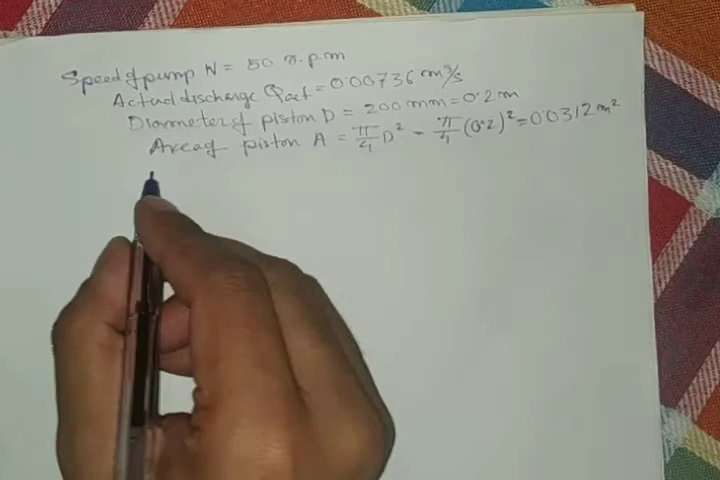 Speed of pump N = 50 r.p.m
Actual discharge Qact = 0.00736 m³/s
Diameter of piston D = 200 mm = 0.2 m
Area of piston A = π/4 D² = π/4 (0.2)² = 0.0312 m²